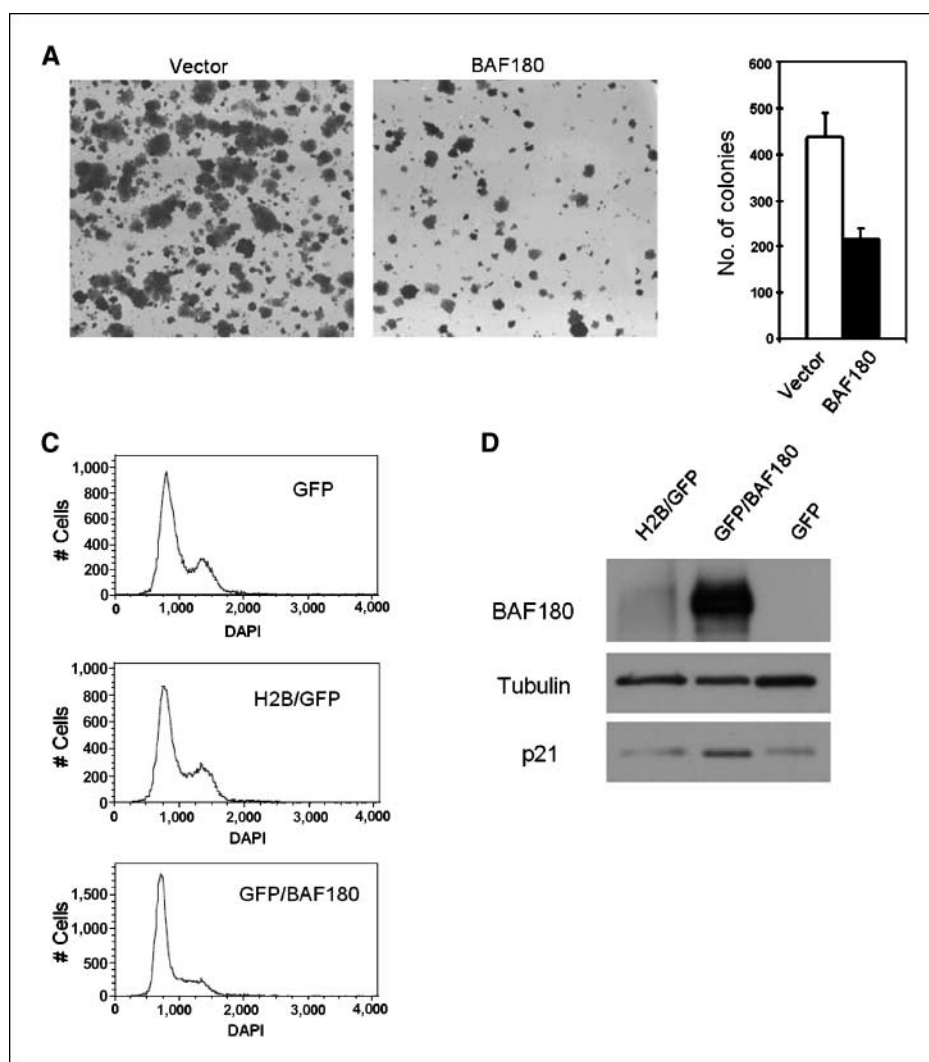 A
Vector
BAF180
600
500
400
300
200
100
0
No. of colonies
Vector
BAF180
C
1,000
800
600
400
200
0
# Cells
GFP
0 1,000 2,000 3,000 4,000
DAPI
1,000
800
600
400
200
0
# Cells
H2B/GFP
0 1,000 2,000 3,000 4,000
DAPI
1,500
1,000
500
0
# Cells
GFP/BAF180
0 1,000 2,000 3,000 4,000
DAPI
D
H2B/GFP
GFP/BAF180
GFP
BAF180
Tubulin
p21